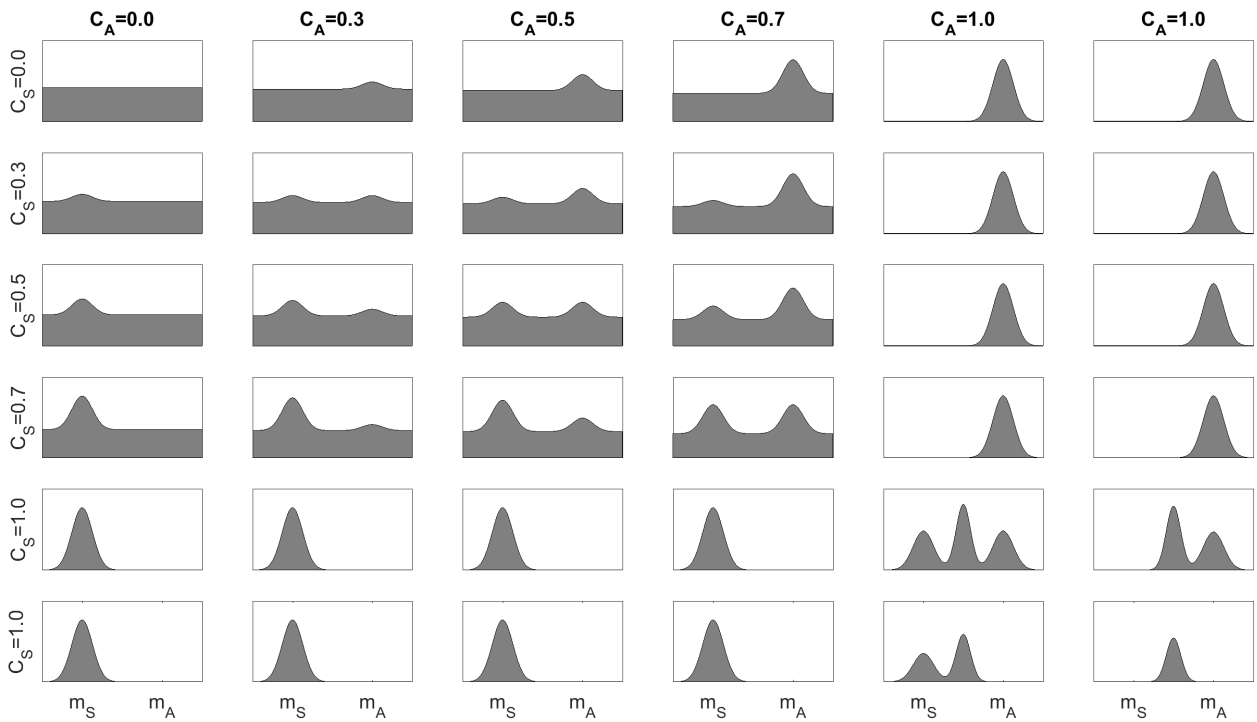 C_A=0.0 C_A=0.3 C_A=0.5 C_A=0.7 C_A=1.0 C_A=1.0
C_S=0.0
C_S=0.3
C_S=0.5
C_S=0.7
C_S=1.0
C_S=1.0
m_S m_A m_S m_A m_S m_A m_S m_A m_S m_A m_S m_A